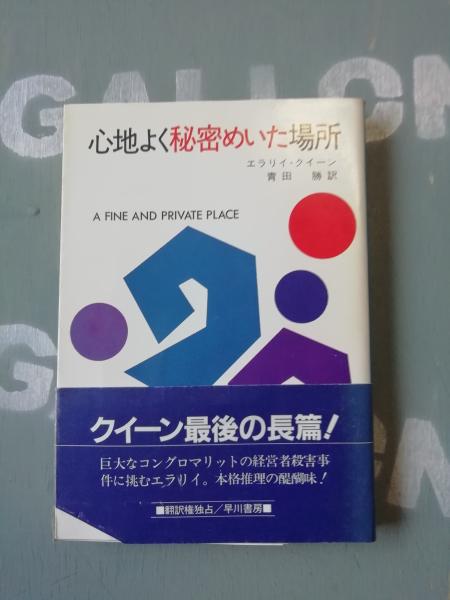 GALLON
心地よく秘密めいた場所
エラリイ・クイーン
青田 勝訳
A FINE AND PRIVATE PLACE
クイーン最後の長篇!
巨大なコングロマリットの経営者殺害事
件に挑むエラリイ。本格推理の醍醐味!
■翻訳権独占/早川書房■